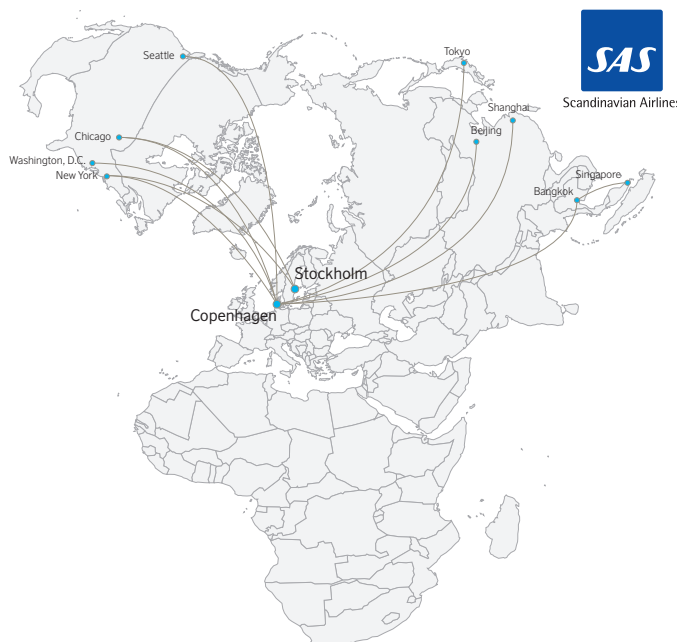 Seattle
Tokyo
SAS
Scandinavian Airlines
Shanghai
Chicago
Beijing
Washington, D.C.
New York
Singapore
Bangkok
Stockholm
Copenhagen